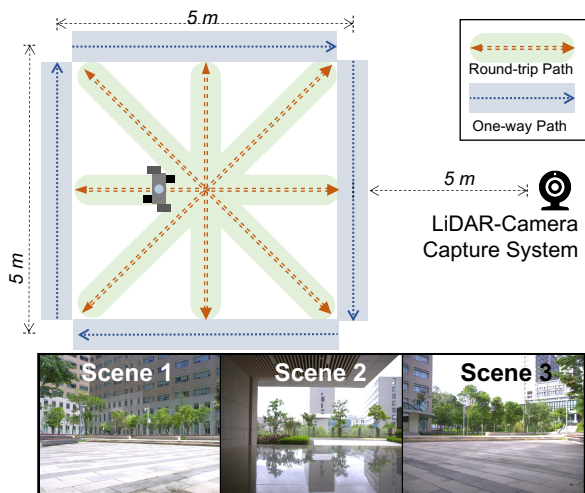 5 m
Round-trip Path
One-way Path
5 m
5 m
LiDAR-Camera
Capture System
Scene 1
Scene 2
Scene 3